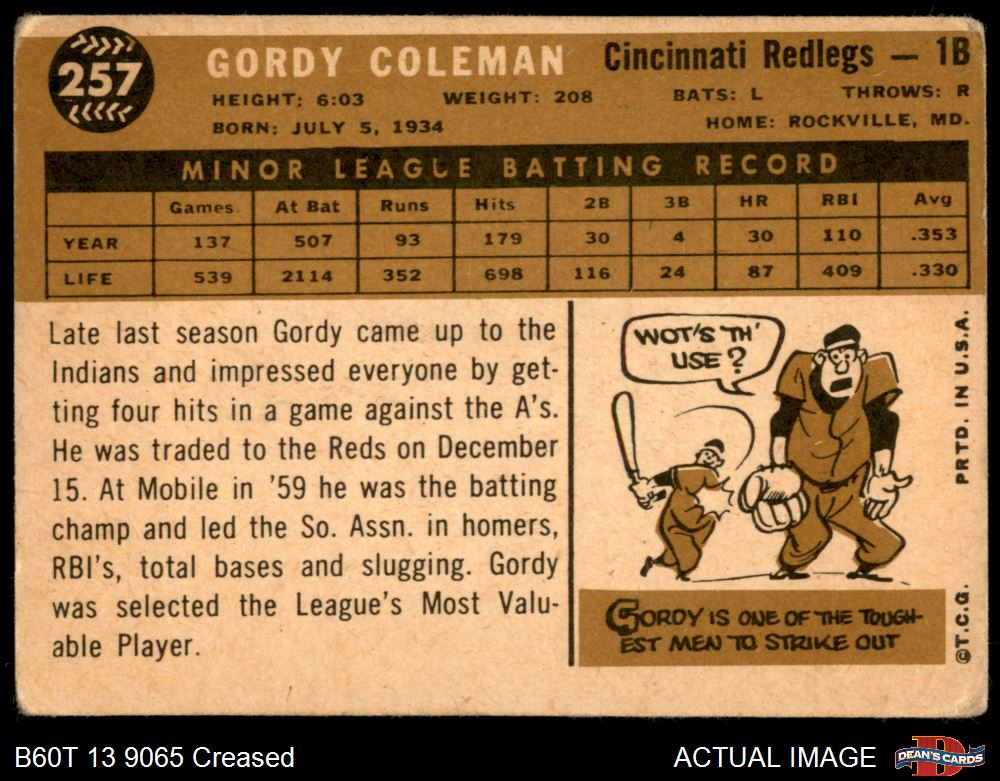 257
GORDY COLEMAN Cincinnati Redlegs — 1B
HEIGHT: 6:03 WEIGHT: 208 BATS: L THROWS: R
BORN: JULY 5, 1934 HOME: ROCKVILLE, MD.
MINOR LEAGUE BATTING RECORD
Games At Bat Runs Hits 2B 3B HR RBI Avg
YEAR 137 507 93 179 30 4 30 110 .353
LIFE 539 2114 352 698 116 24 87 409 .330
Late last season Gordy came up to the
Indians and impressed everyone by get-
ting four hits in a game against the A's.
He was traded to the Reds on December
15. At Mobile in '59 he was the batting
champ and led the So. Assn. in homers,
RBI's, total bases and slugging. Gordy
was selected the League's Most Valu-
able Player.
WOT'S TH'
USE?
GORDY IS ONE OF THE TOUGH-
EST MEN TO STRIKE OUT
PRTD. IN U.S.A.
©T.C.G.
B60T 13 9065 Creased
ACTUAL IMAGE
DEAN'S CARDS